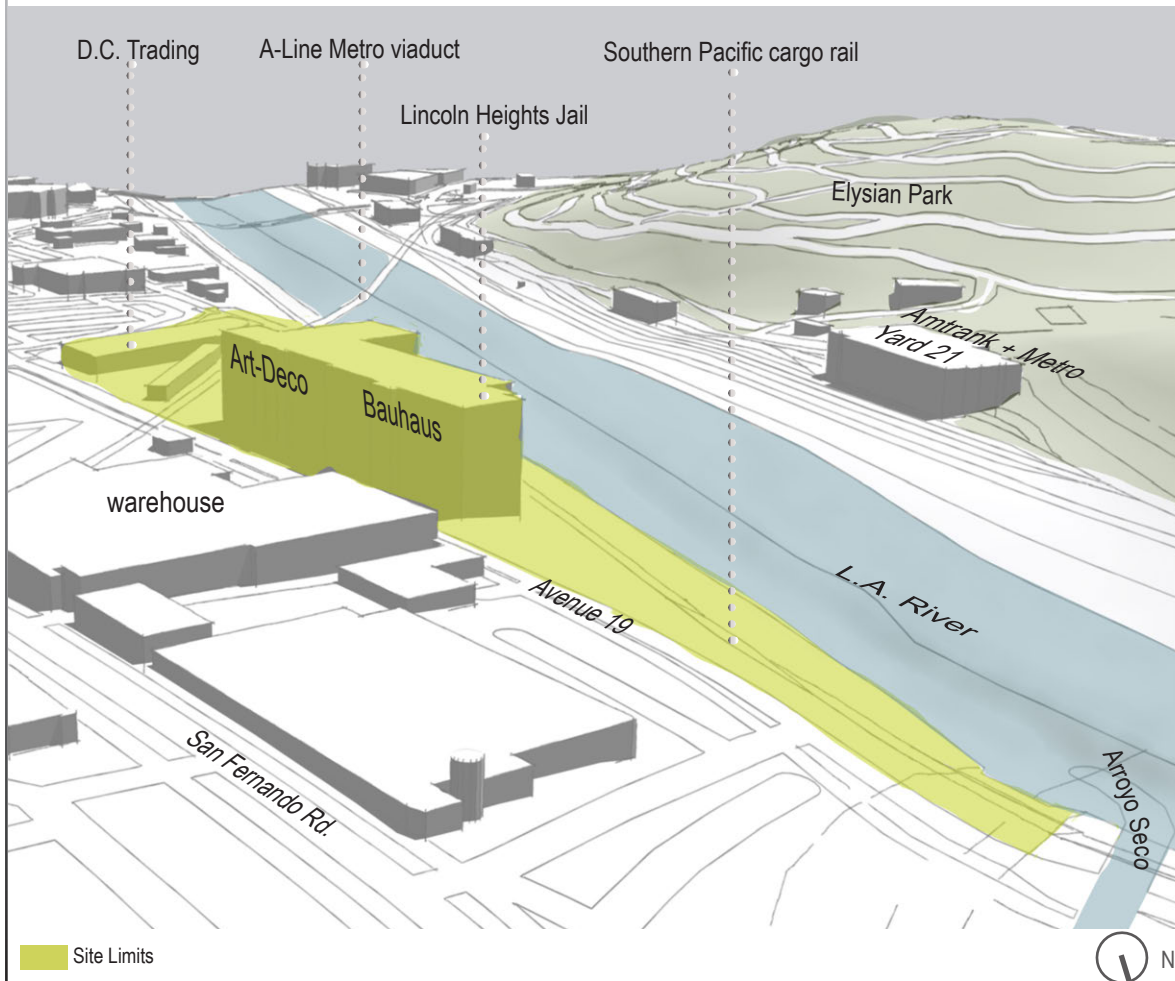 D.C. Trading
A-Line Metro viaduct
Southern Pacific cargo rail
Lincoln Heights Jail
Elysian Park
Amtrank + Metro
Yard 21
Art-Deco
Bauhaus
warehouse
L.A. River
Avenue 19
San Fernando Rd.
Arroyo Seco
Site Limits
N